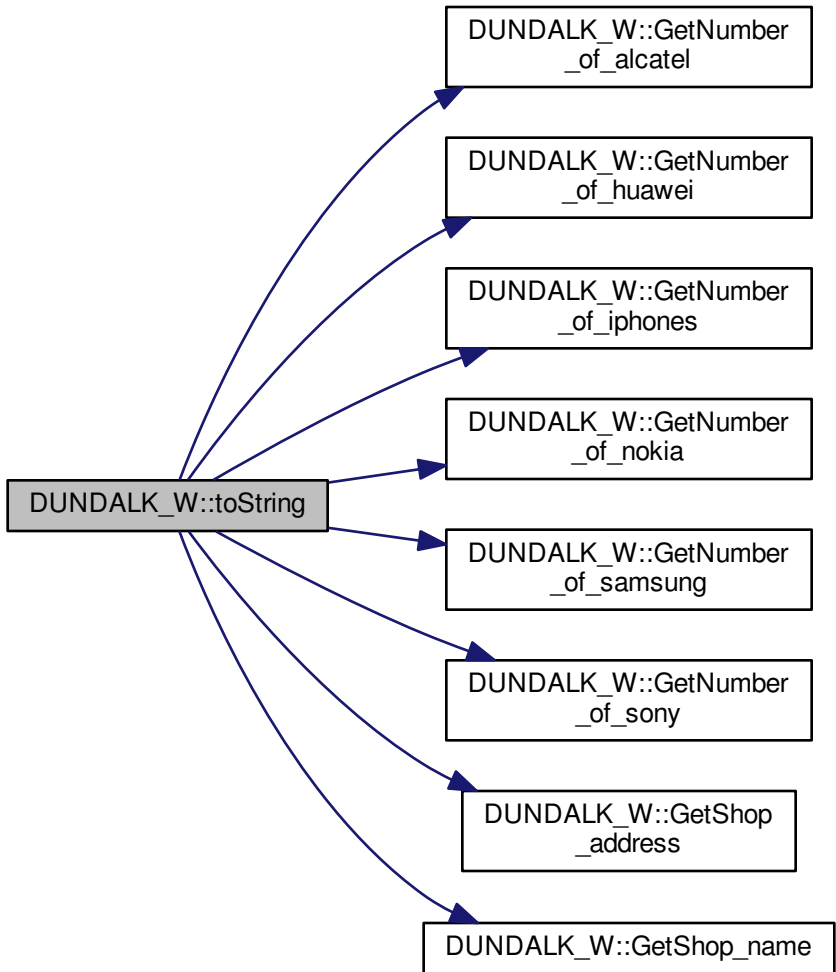 DUNDALK_W::GetNumber
_of_alcatel
DUNDALK_W::GetNumber
_of_huawei
DUNDALK_W::GetNumber
_of_iphones
DUNDALK_W::GetNumber
_of_nokia
DUNDALK_W::toString
DUNDALK_W::GetNumber
_of_samsung
DUNDALK_W::GetNumber
_of_sony
DUNDALK_W::GetShop
_address
DUNDALK_W::GetShop_name